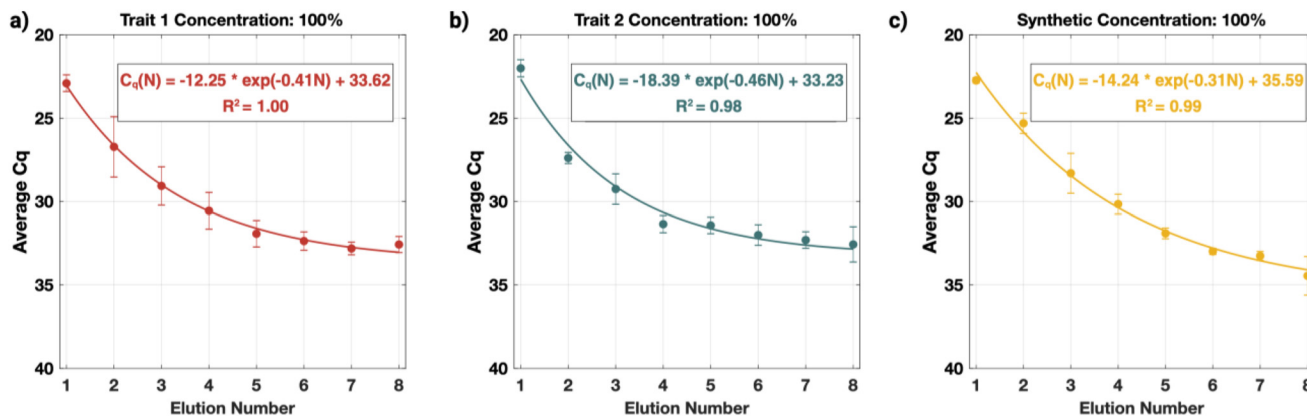 a)
Trait 1 Concentration: 100%
20
25
30
35
40
Average Cq
Cq(N) = -12.25 * exp(-0.41N) + 33.62
R² = 1.00
1 2 3 4 5 6 7 8
Elution Number
b)
Trait 2 Concentration: 100%
20
25
30
35
40
Average Cq
Cq(N) = -18.39 * exp(-0.46N) + 33.23
R² = 0.98
1 2 3 4 5 6 7 8
Elution Number
c)
Synthetic Concentration: 100%
20
25
30
35
40
Average Cq
Cq(N) = -14.24 * exp(-0.31N) + 35.59
R² = 0.99
1 2 3 4 5 6 7 8
Elution Number